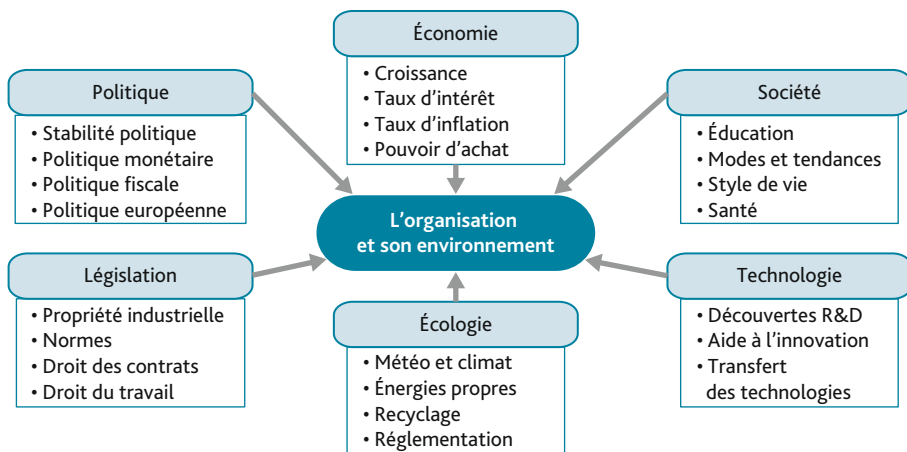 Économie
• Croissance
• Taux d'intérêt
• Taux d'inflation
• Pouvoir d'achat
Politique
• Stabilité politique
• Politique monétaire
• Politique fiscale
• Politique européenne
Société
• Éducation
• Modes et tendances
• Style de vie
• Santé
L'organisation
et son environnement
Législation
• Propriété industrielle
• Normes
• Droit des contrats
• Droit du travail
Écologie
• Météo et climat
• Énergies propres
• Recyclage
• Réglementation
Technologie
• Découvertes R&D
• Aide à l'innovation
• Transfert
des technologies